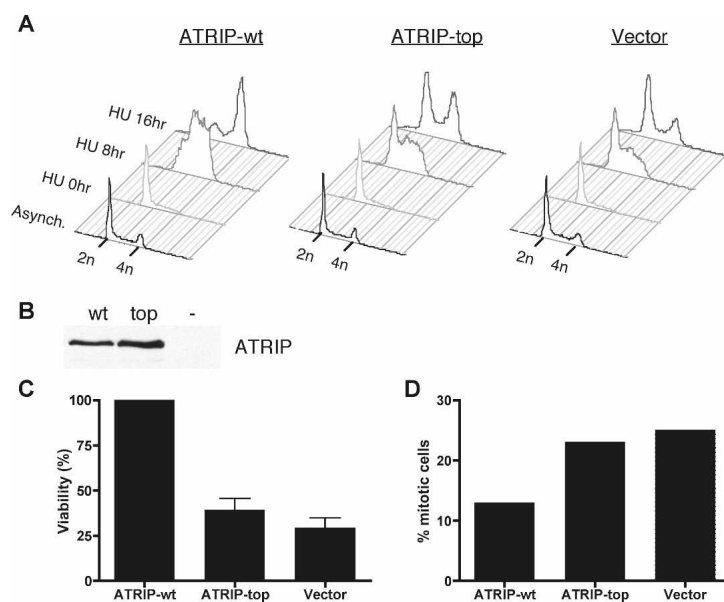 A
ATRIP-wt ATRIP-top Vector
HU 16hr
HU 8hr
HU 0hr
Asynch.
2n 4n 2n 4n 2n 4n
B
wt top -
ATRIP
C
100
75
50
25
0
Viability (%)
ATRIP-wt ATRIP-top Vector
D
30
20
10
0
% mitotic cells
ATRIP-wt ATRIP-top Vector